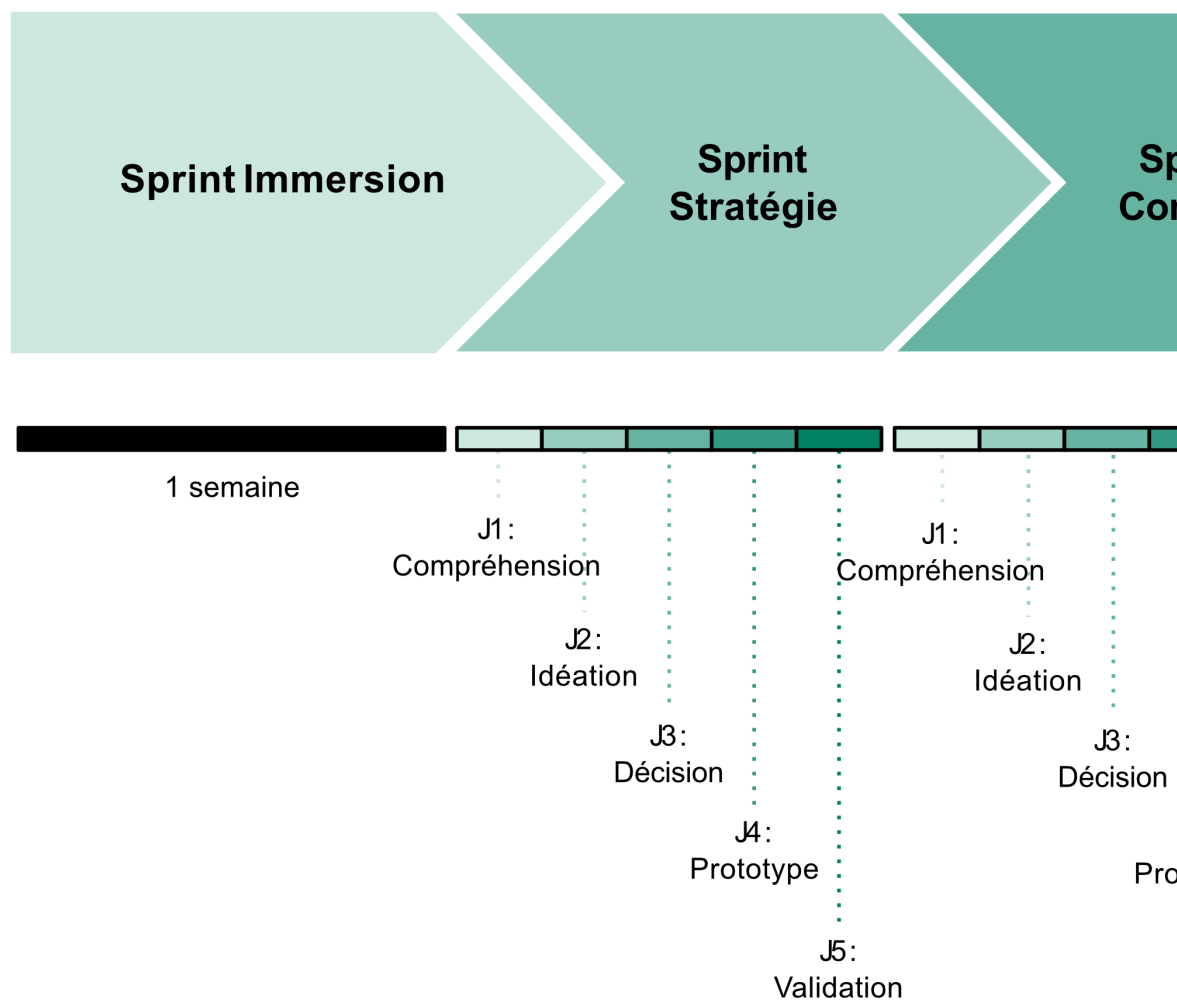 Sprint Immersion
Sprint
Stratégie
1 semaine
J1:
Compréhension
J2:
Idéation
J3:
Décision
J4:
Prototype
J5:
Validation
J1:
Compréhension
J2:
Idéation
J3:
Décision